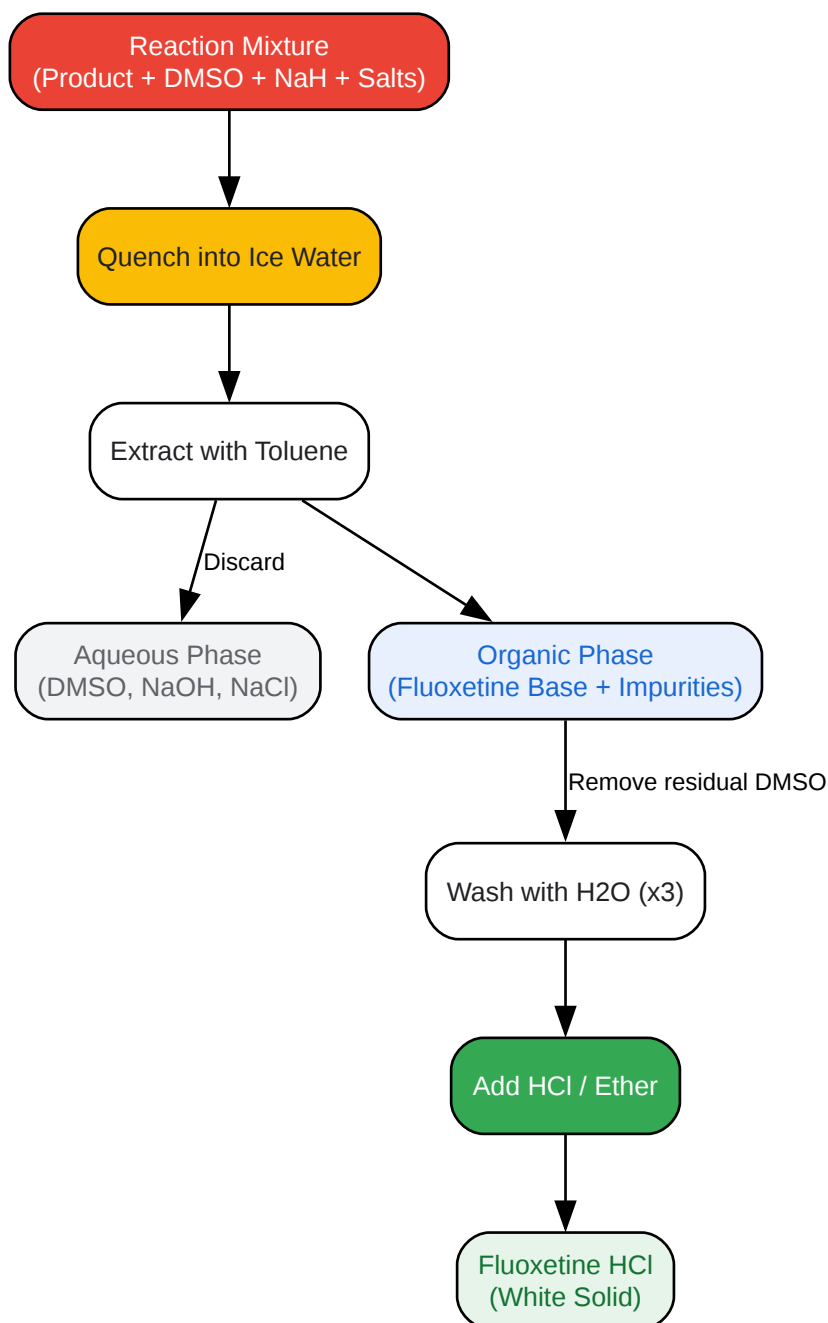 Reaction Mixture
(Product + DMSO + NaH + Salts)
Quench into Ice Water
Extract with Toluene
Discard
Aqueous Phase
(DMSO, NaOH, NaCl)
Organic Phase
(Fluoxetine Base + Impurities)
Remove residual DMSO
Wash with H2O (x3)
Add HCl / Ether
Fluoxetine HCl
(White Solid)